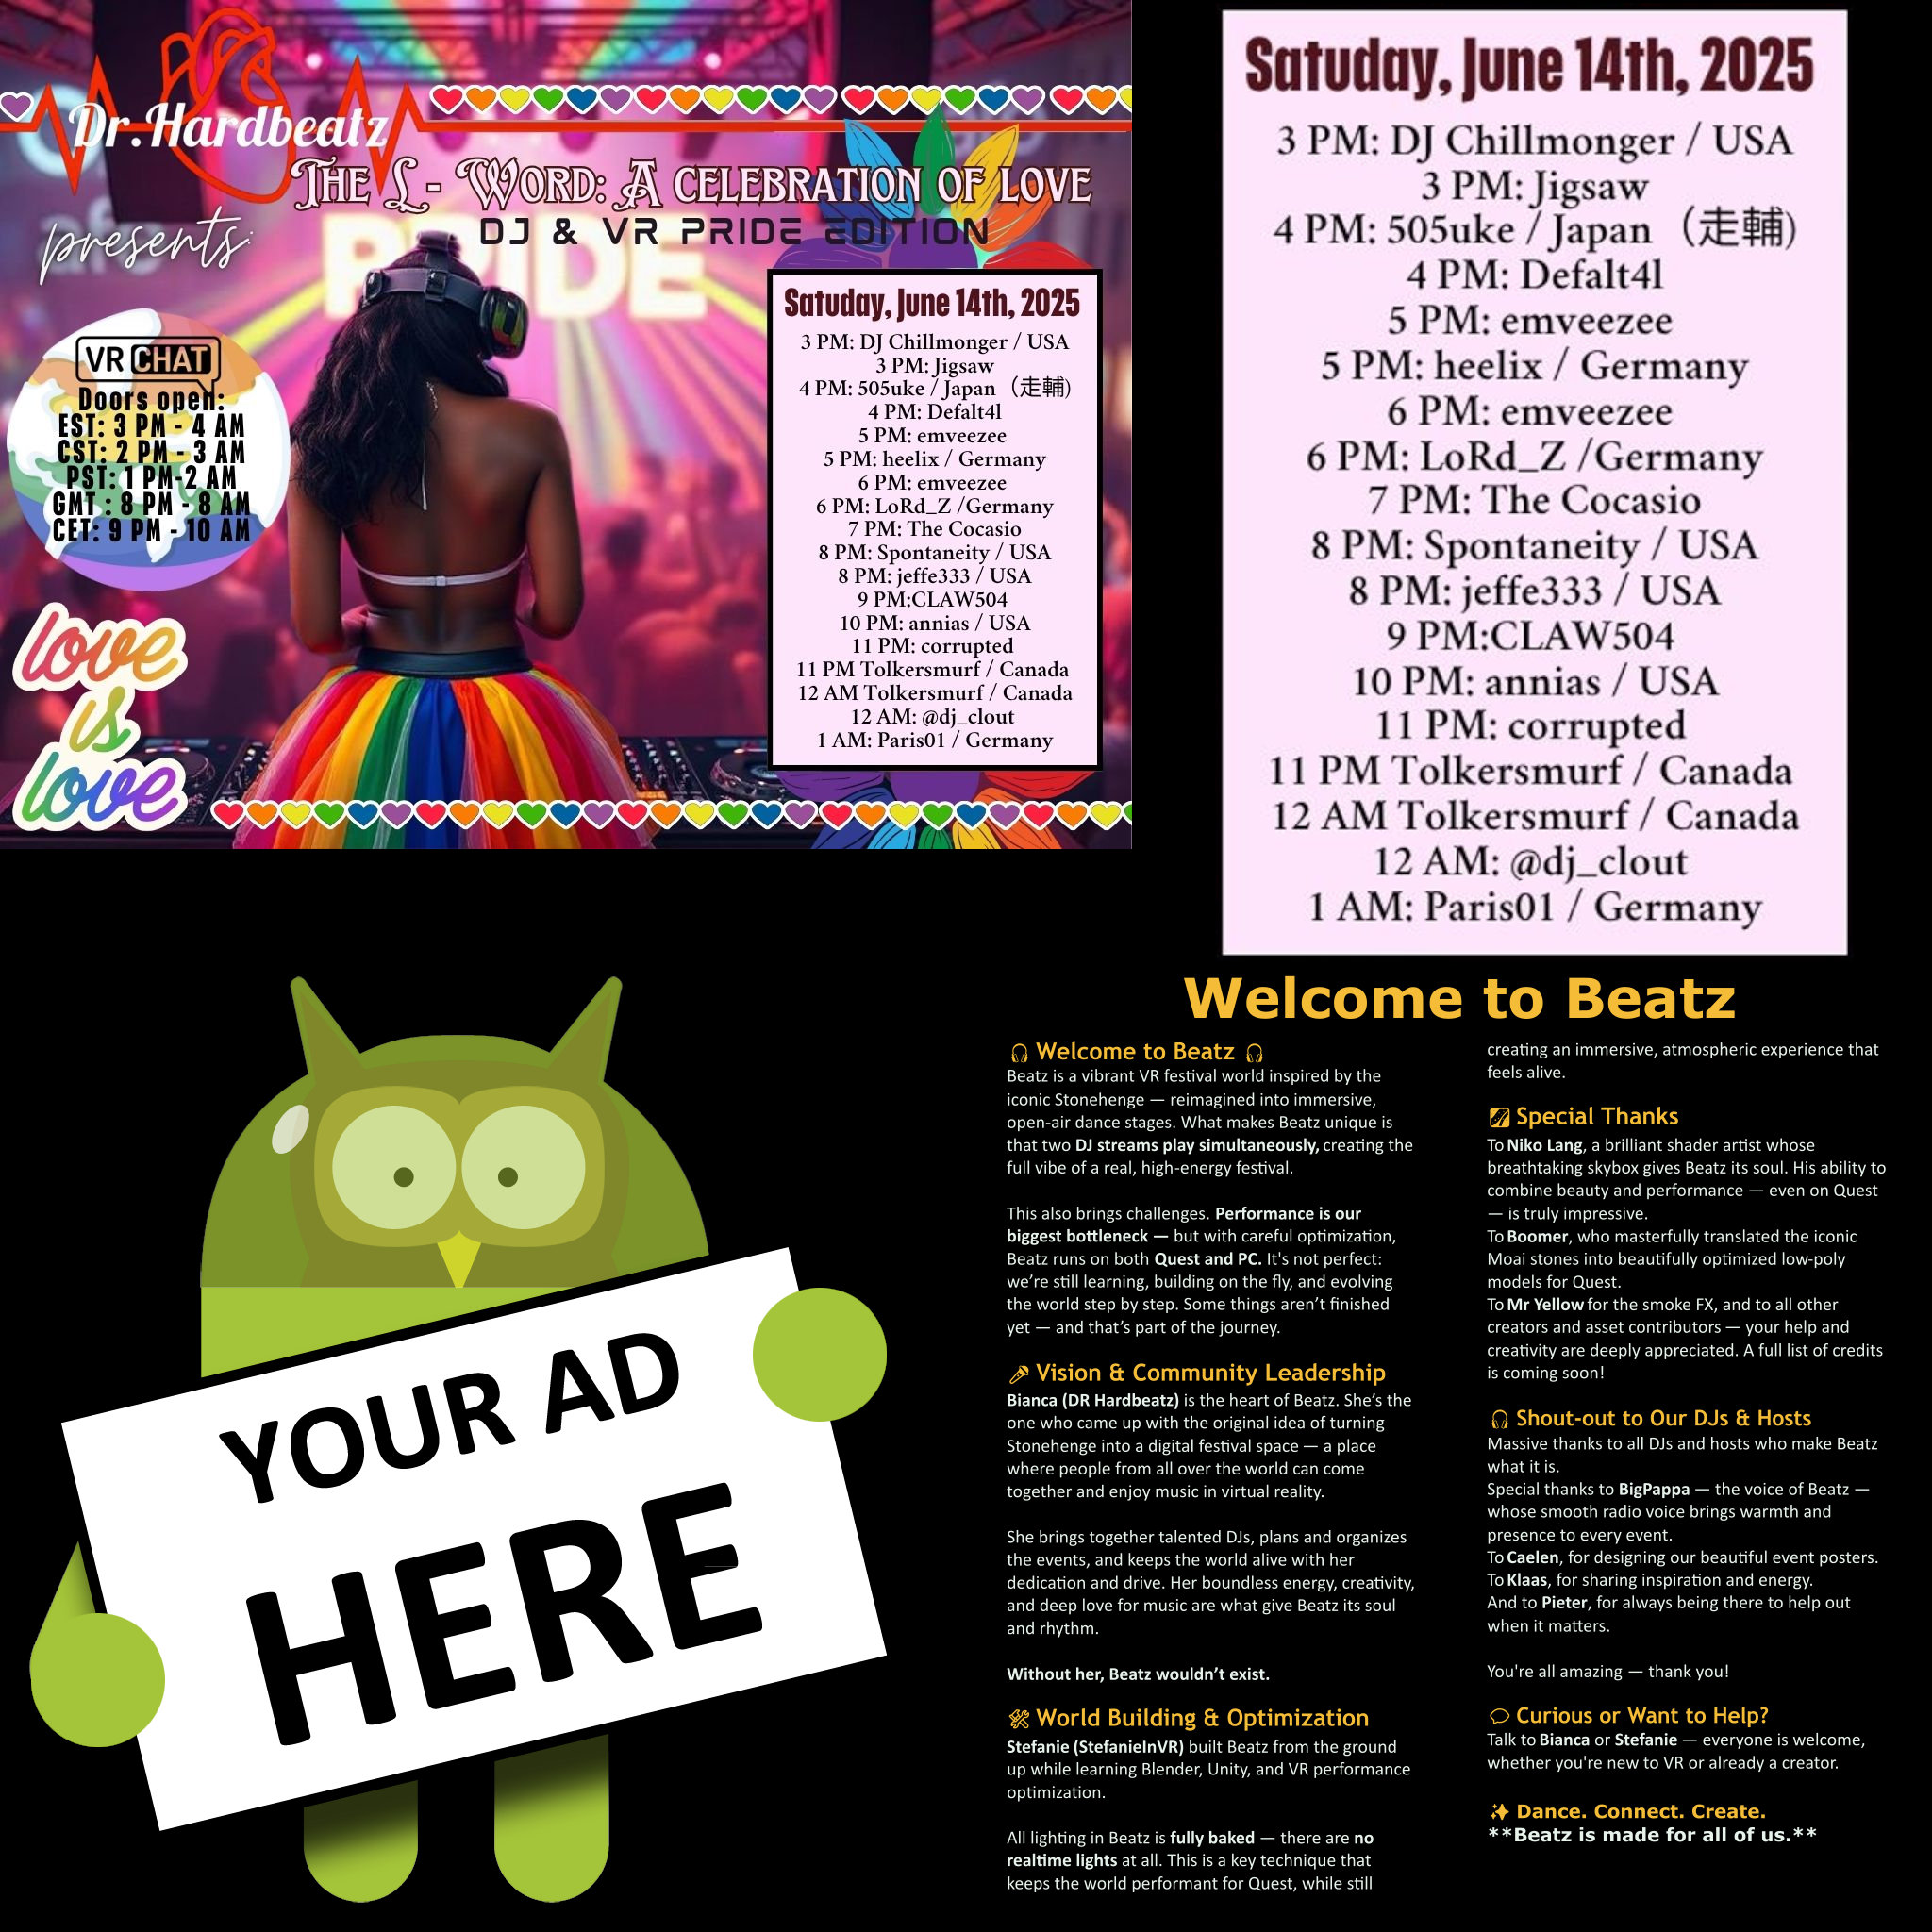 Dr.Hardbeatz
presents:
The L - Word: A celebration of love
DJ & VR PRIDE EDITION
PRIDE
VR CHAT
Doors open:
EST: 3 PM - 4 AM
CST: 2 PM - 3 AM
PST: 1 PM-2 AM
GMT : 8 PM - 8 AM
CET: 9 PM - 10 AM
love
is
love
Satuday, June 14th, 2025
3 PM: DJ Chillmonger / USA
3 PM: Jigsaw
4 PM: 505uke / Japan（走輔)
4 PM: Defalt4l
5 PM: emveezee
5 PM: heelix / Germany
6 PM: emveezee
6 PM: LoRd_Z /Germany
7 PM: The Cocasio
8 PM: Spontaneity / USA
8 PM: jeffe333 / USA
9 PM:CLAW504
10 PM: annias / USA
11 PM: corrupted
11 PM Tolkersmurf / Canada
12 AM Tolkersmurf / Canada
12 AM: @dj_clout
1 AM: Paris01 / Germany
Satuday, June 14th, 2025
3 PM: DJ Chillmonger / USA
3 PM: Jigsaw
4 PM: 505uke / Japan（走輔)
4 PM: Defalt4l
5 PM: emveezee
5 PM: heelix / Germany
6 PM: emveezee
6 PM: LoRd_Z /Germany
7 PM: The Cocasio
8 PM: Spontaneity / USA
8 PM: jeffe333 / USA
9 PM:CLAW504
10 PM: annias / USA
11 PM: corrupted
11 PM Tolkersmurf / Canada
12 AM Tolkersmurf / Canada
12 AM: @dj_clout
1 AM: Paris01 / Germany
YOUR AD
HERE
Welcome to Beatz
🎧 Welcome to Beatz 🎧
Beatz is a vibrant VR festival world inspired by the
iconic Stonehenge — reimagined into immersive,
open-air dance stages. What makes Beatz unique is
that two DJ streams play simultaneously, creating the
full vibe of a real, high-energy festival.
This also brings challenges. Performance is our
biggest bottleneck — but with careful optimization,
Beatz runs on both Quest and PC. It's not perfect:
we’re still learning, building on the fly, and evolving
the world step by step. Some things aren’t finished
yet — and that’s part of the journey.
🎤 Vision & Community Leadership
Bianca (DR Hardbeatz) is the heart of Beatz. She’s the
one who came up with the original idea of turning
Stonehenge into a digital festival space — a place
where people from all over the world can come
together and enjoy music in virtual reality.
She brings together talented DJs, plans and organizes
the events, and keeps the world alive with her
dedication and drive. Her boundless energy, creativity,
and deep love for music are what give Beatz its soul
and rhythm.
Without her, Beatz wouldn’t exist.
🛠 World Building & Optimization
Stefanie (StefanieInVR) built Beatz from the ground
up while learning Blender, Unity, and VR performance
optimization.
All lighting in Beatz is fully baked — there are no
realtime lights at all. This is a key technique that
keeps the world performant for Quest, while still
creating an immersive, atmospheric experience that
feels alive.
🌌 Special Thanks
To Niko Lang, a brilliant shader artist whose
breathtaking skybox gives Beatz its soul. His ability to
combine beauty and performance — even on Quest
— is truly impressive.
To Boomer, who masterfully translated the iconic
Moai stones into beautifully optimized low-poly
models for Quest.
To Mr Yellow for the smoke FX, and to all other
creators and asset contributors — your help and
creativity are deeply appreciated. A full list of credits
is coming soon!
🎧 Shout-out to Our DJs & Hosts
Massive thanks to all DJs and hosts who make Beatz
what it is.
Special thanks to BigPappa — the voice of Beatz —
whose smooth radio voice brings warmth and
presence to every event.
To Caelen, for designing our beautiful event posters.
To Klaas, for sharing inspiration and energy.
And to Pieter, for always being there to help out
when it matters.
You're all amazing — thank you!
💬 Curious or Want to Help?
Talk to Bianca or Stefanie — everyone is welcome,
whether you're new to VR or already a creator.
✨ Dance. Connect. Create.
**Beatz is made for all of us.**